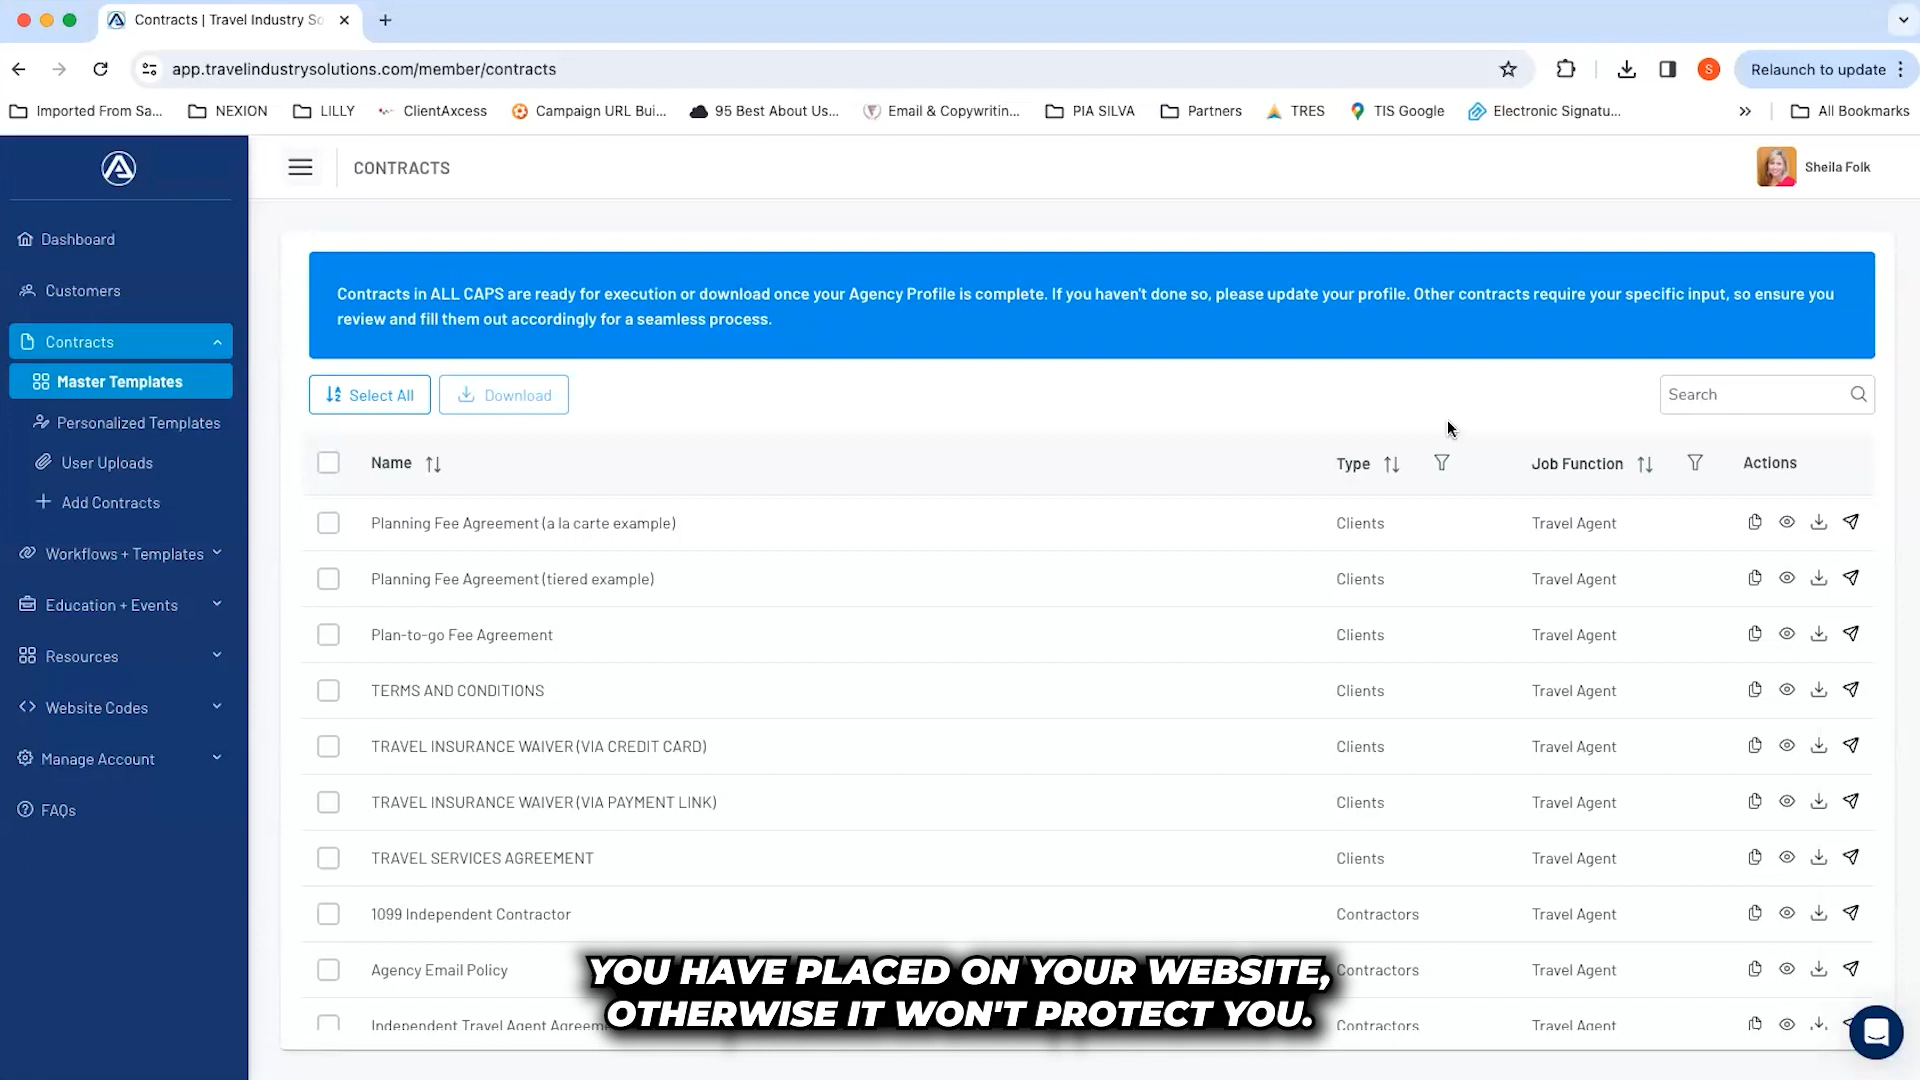 Contracts | Travel Industry So
app.travelindustrysolutions.com/member/contracts
Relaunch to update
S
Imported From Sa...
NEXION
LILLY
ClientAxcess
Campaign URL Bui...
95 Best About Us...
Email & Copywritin...
PIA SILVA
Partners
TRES
TIS Google
Electronic Signatu...
All Bookmarks
CONTRACTS
Sheila Folk
Dashboard
Customers
Contracts
Master Templates
Personalized Templates
User Uploads
Add Contracts
Workflows + Templates
Education + Events
Resources
Website Codes
Manage Account
FAQs
Contracts in ALL CAPS are ready for execution or download once your Agency Profile is complete. If you haven't done so, please update your profile. Other contracts require your specific input, so ensure you
review and fill them out accordingly for a seamless process.
Select All
Download
Search
Name Type Job Function Actions
Planning Fee Agreement (a la carte example) Clients Travel Agent
Planning Fee Agreement (tiered example) Clients Travel Agent
Plan-to-go Fee Agreement Clients Travel Agent
TERMS AND CONDITIONS Clients Travel Agent
TRAVEL INSURANCE WAIVER (VIA CREDIT CARD) Clients Travel Agent
TRAVEL INSURANCE WAIVER (VIA PAYMENT LINK) Clients Travel Agent
TRAVEL SERVICES AGREEMENT Clients Travel Agent
1099 Independent Contractor Contractors Travel Agent
Agency Email Policy Contractors Travel Agent
Independent Travel Agent Agreem Contractors Travel Agent
YOU HAVE PLACED ON YOUR WEBSITE,
OTHERWISE IT WON'T PROTECT YOU.